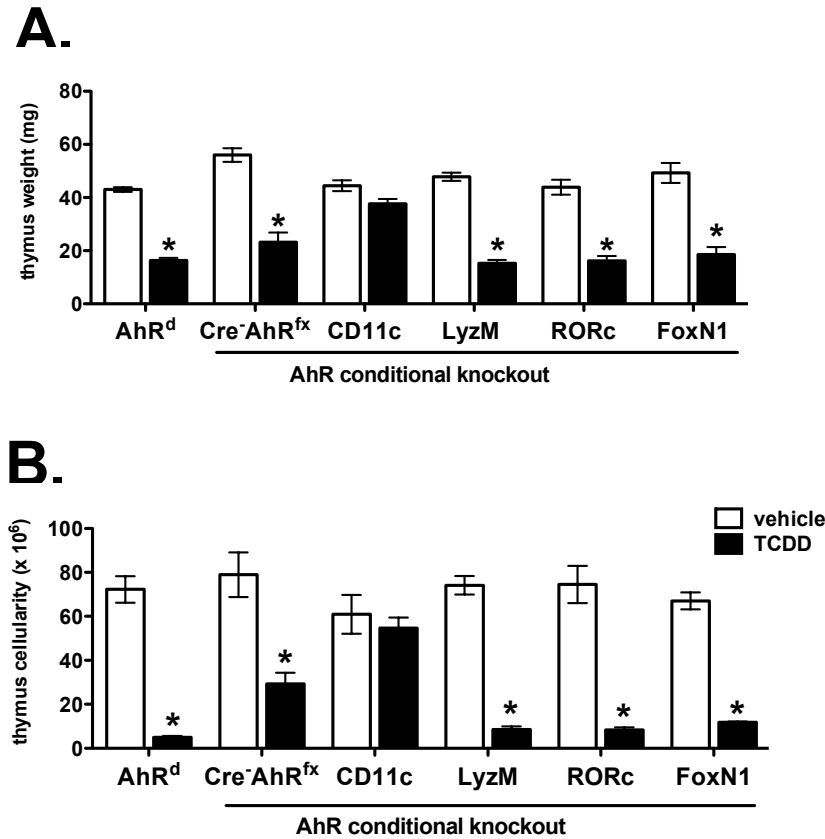 A.
thymus weight (mg)
80
60
40
20
0
*
*
*
*
*
AhRᵈ Cre⁻AhRᶠˣ CD11c LyzM RORc FoxN1
AhR conditional knockout
B.
thymus cellularity (x 10⁶)
100
80
60
40
20
0
vehicle
TCDD
*
*
*
*
*
AhRᵈ Cre⁻AhRᶠˣ CD11c LyzM RORc FoxN1
AhR conditional knockout